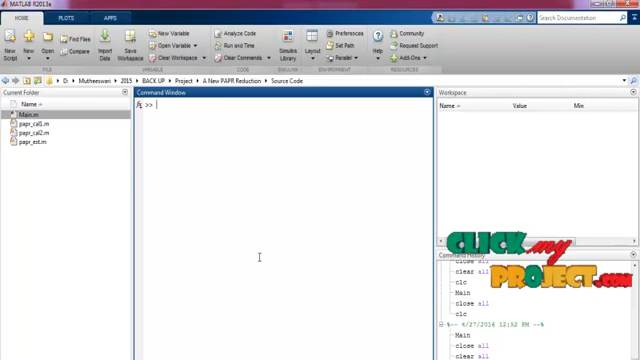 MATLAB R2013a
HOME PLOTS APPS
Search Documentation
New Script
New
Open
Find Files
Compare
Import Data
Save Workspace
New Variable
Open Variable
Clear Workspace
Analyze Code
Run and Time
Clear Commands
Simulink Library
Layout
Preferences
Set Path
Parallel
Help
Community
Request Support
Add-Ons
FILE VARIABLE CODE SIMULINK ENVIRONMENT RESOURCES
D: Mutheeswari 2015 BACK UP Project A New PAPR Reduction Source Code
Current Folder
Name
Main.m
papr_cal1.m
papr_cal2.m
papr_est.m
Command Window
fx >>
Workspace
Name Value Min
CLICK my PROJECT.COM
Command History
close all
clear all
clc
Main
close all
clc
%-- 4/27/2016 12:52 PM --%
Main
close all
clear all